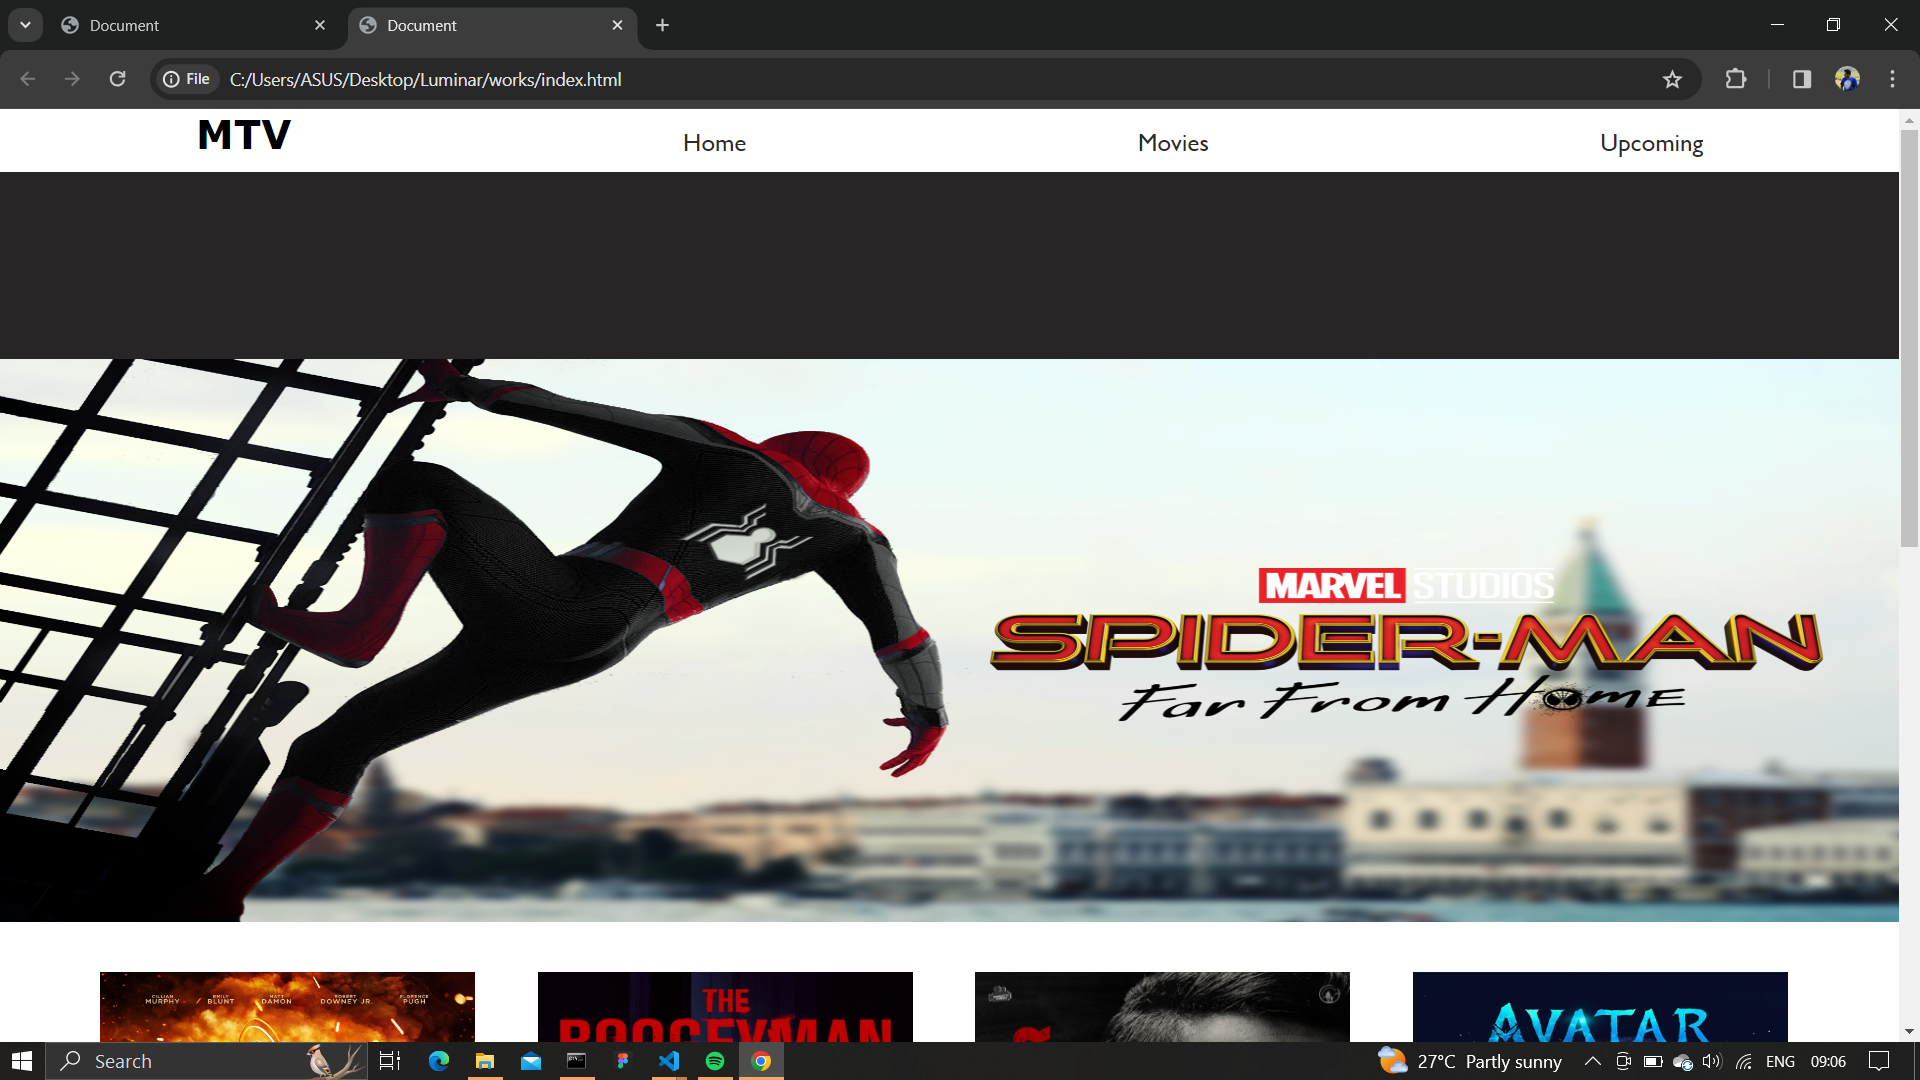 Document
Document
File
C:/Users/ASUS/Desktop/Luminar/works/index.html
MTV
Home
Movies
Upcoming
MARVEL STUDIOS
SPIDER-MAN
Far From Home
CILLIAN MURPHY
EMILY BLUNT
MATT DAMON
ROBERT DOWNEY JR.
FLORENCE PUGH
THE
BOOGEYMAN
AVATAR
Search
27°C Partly sunny
ENG
09:06